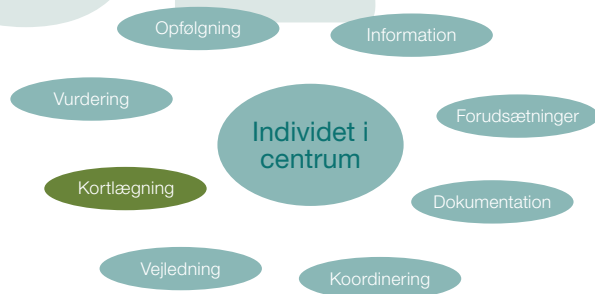 Opfølgning
Information
Vurdering
Forudsætninger
Individet i
centrum
Kortlægning
Dokumentation
Vejledning
Koordinering